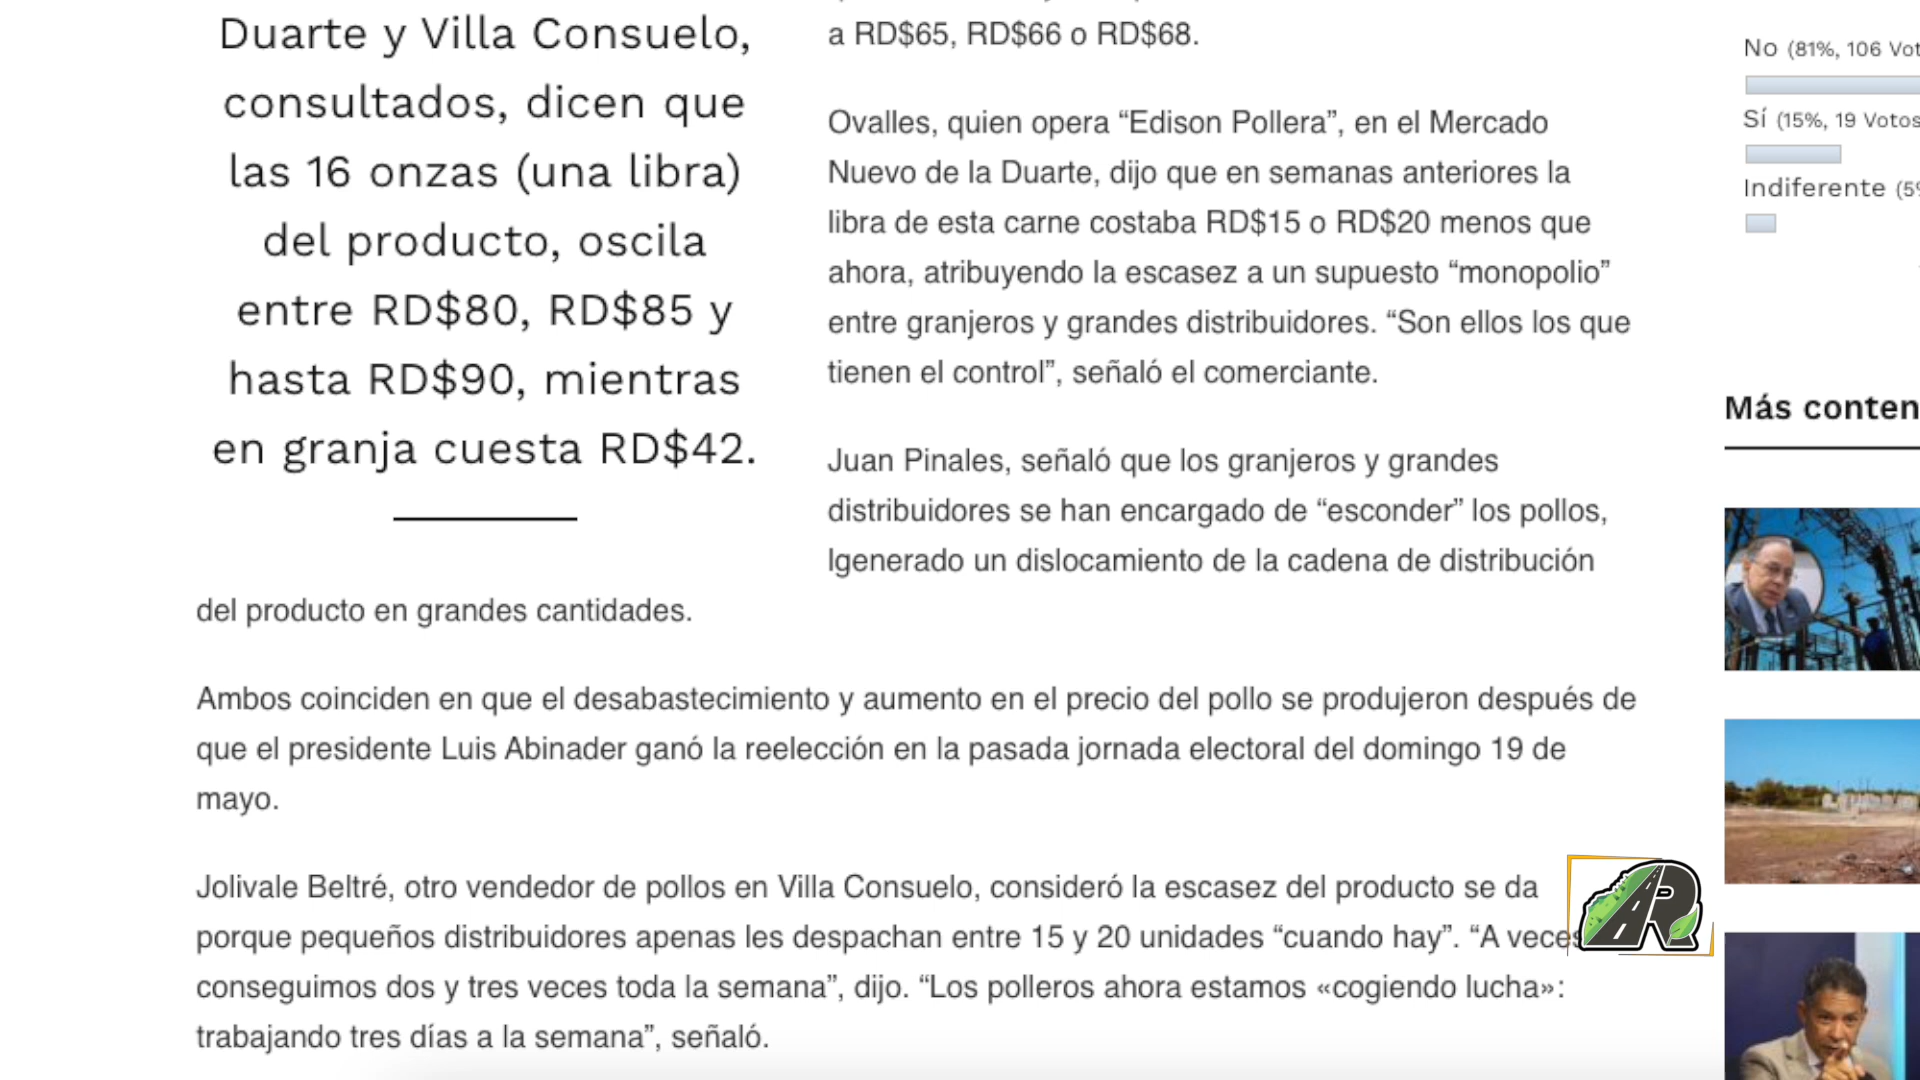 Duarte y Villa Consuelo,
consultados, dicen que
las 16 onzas (una libra)
del producto, oscila
entre RD$80, RD$85 y
hasta RD$90, mientras
en granja cuesta RD$42.
a RD$65, RD$66 o RD$68.
Ovalles, quien opera “Edison Pollera”, en el Mercado
Nuevo de la Duarte, dijo que en semanas anteriores la
libra de esta carne costaba RD$15 o RD$20 menos que
ahora, atribuyendo la escasez a un supuesto “monopolio”
entre granjeros y grandes distribuidores. “Son ellos los que
tienen el control”, señaló el comerciante.
Juan Pinales, señaló que los granjeros y grandes
distribuidores se han encargado de “esconder” los pollos,
lgenerado un dislocamiento de la cadena de distribución
del producto en grandes cantidades.
Ambos coinciden en que el desabastecimiento y aumento en el precio del pollo se produjeron después de
que el presidente Luis Abinader ganó la reelección en la pasada jornada electoral del domingo 19 de
mayo.
Jolivale Beltré, otro vendedor de pollos en Villa Consuelo, consideró la escasez del producto se da
porque pequeños distribuidores apenas les despachan entre 15 y 20 unidades “cuando hay”. “A veces
conseguimos dos y tres veces toda la semana”, dijo. “Los polleros ahora estamos «cogiendo lucha»:
trabajando tres días a la semana”, señaló.
No (81%, 106 Vot
Sí (15%, 19 Votos
Indiferente (5%
Más conten
AR